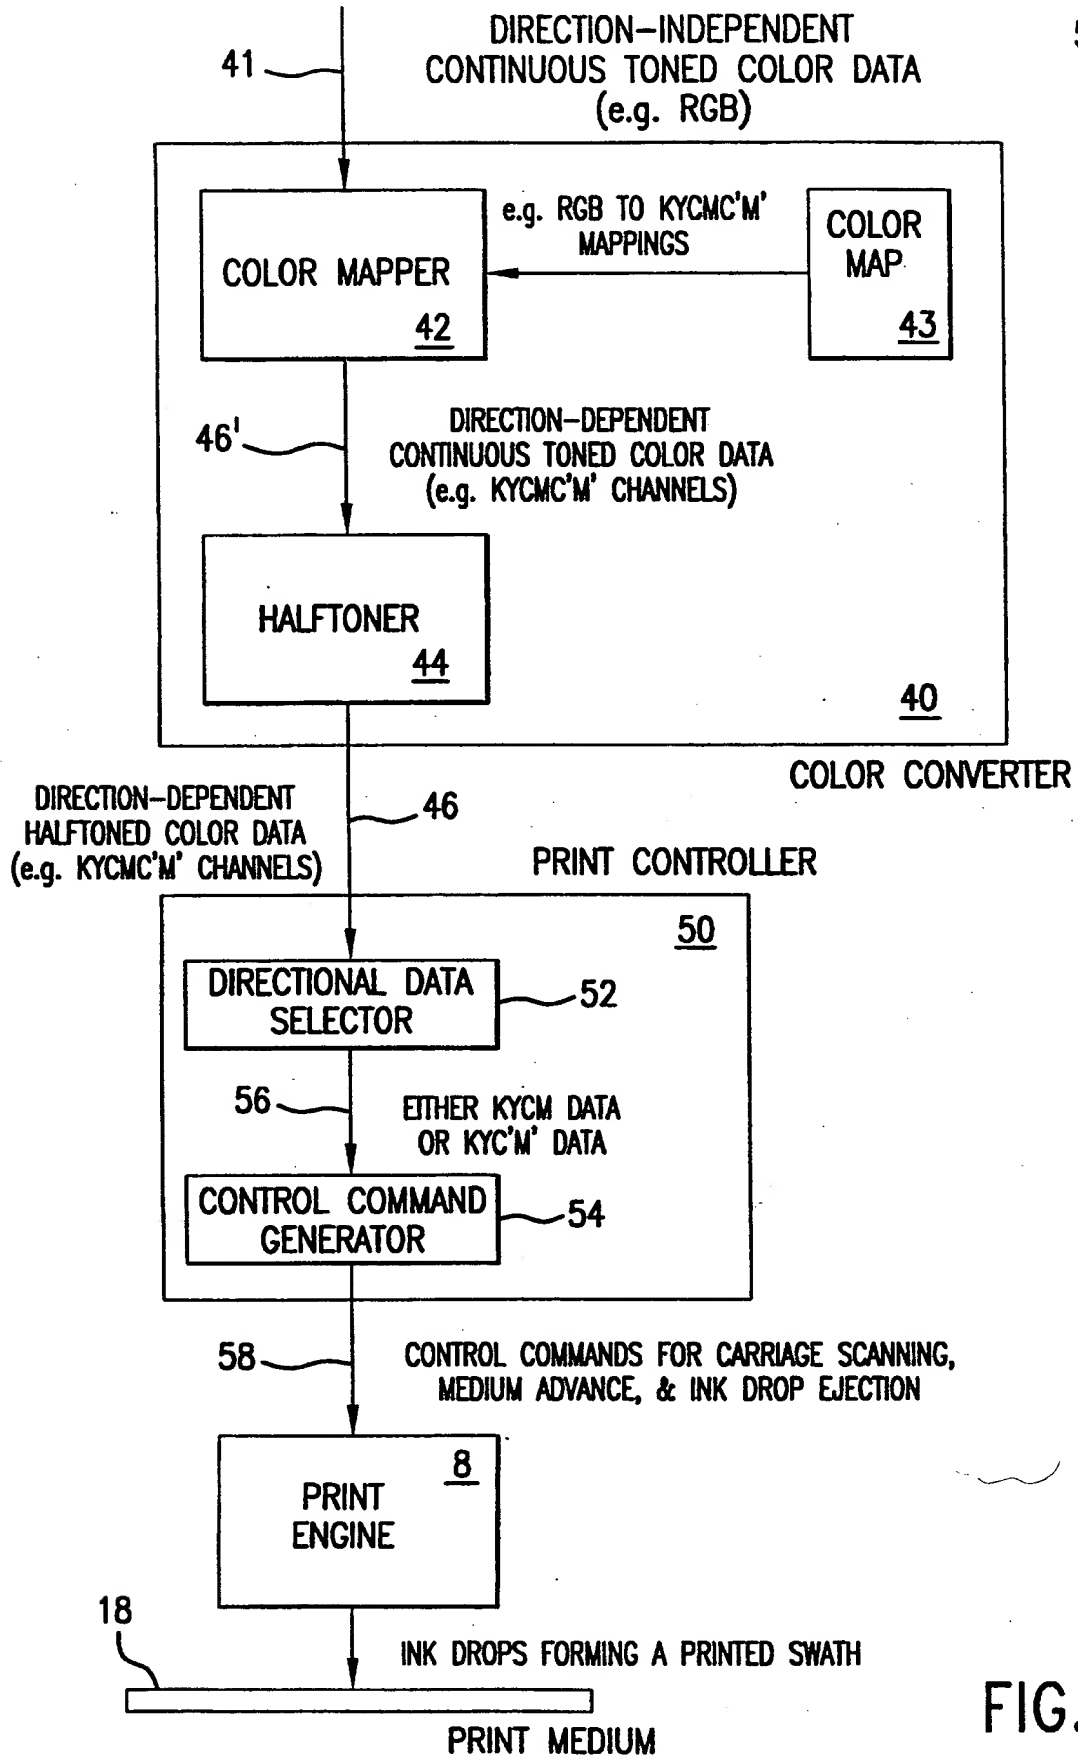 DIRECTION-INDEPENDENT
CONTINUOUS TONED COLOR DATA
(e.g. RGB)
41
5
e.g. RGB TO KYCMC'M'
MAPPINGS
COLOR
MAP
43
COLOR MAPPER
42
46'
DIRECTION-DEPENDENT
CONTINUOUS TONED COLOR DATA
(e.g. KYCMC'M' CHANNELS)
HALFTONER
44
40
COLOR CONVERTER
DIRECTION-DEPENDENT
HALFTONED COLOR DATA
(e.g. KYCMC'M' CHANNELS)
46
PRINT CONTROLLER
50
DIRECTIONAL DATA
SELECTOR
52
56
EITHER KYCM DATA
OR KYC'M' DATA
CONTROL COMMAND
GENERATOR
54
58
CONTROL COMMANDS FOR CARRIAGE SCANNING,
MEDIUM ADVANCE, & INK DROP EJECTION
8
PRINT
ENGINE
18
INK DROPS FORMING A PRINTED SWATH
PRINT MEDIUM
FIG.